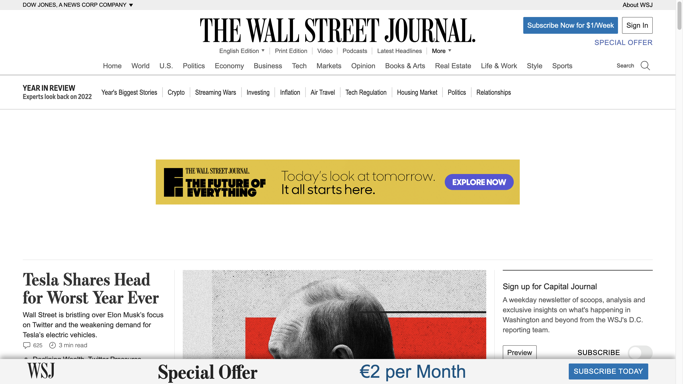 DOW JONES, A NEWS CORP COMPANY ▼
About WSJ
THE WALL STREET JOURNAL.
Subscribe Now for $1/Week
Sign In
SPECIAL OFFER
English Edition ▼ | Print Edition | Video | Podcasts | Latest Headlines | More ▼
Home World U.S. Politics Economy Business Tech Markets Opinion Books & Arts Real Estate Life & Work Style Sports Search
YEAR IN REVIEW
Experts look back on 2022
Year's Biggest Stories | Crypto | Streaming Wars | Investing | Inflation | Air Travel | Tech Regulation | Housing Market | Politics | Relationships
THE WALL STREET JOURNAL.
THE FUTURE OF
EVERYTHING
Today's look at tomorrow.
It all starts here.
EXPLORE NOW
Tesla Shares Head
for Worst Year Ever
Wall Street is bristling over Elon Musk's focus
on Twitter and the weakening demand for
Tesla's electric vehicles.
625 3 min read
Sign up for Capital Journal
A weekday newsletter of scoops, analysis and
exclusive insights on what's happening in
Washington and beyond from the WSJ's D.C.
reporting team.
Preview
SUBSCRIBE
WSJ
Special Offer
€2 per Month
SUBSCRIBE TODAY